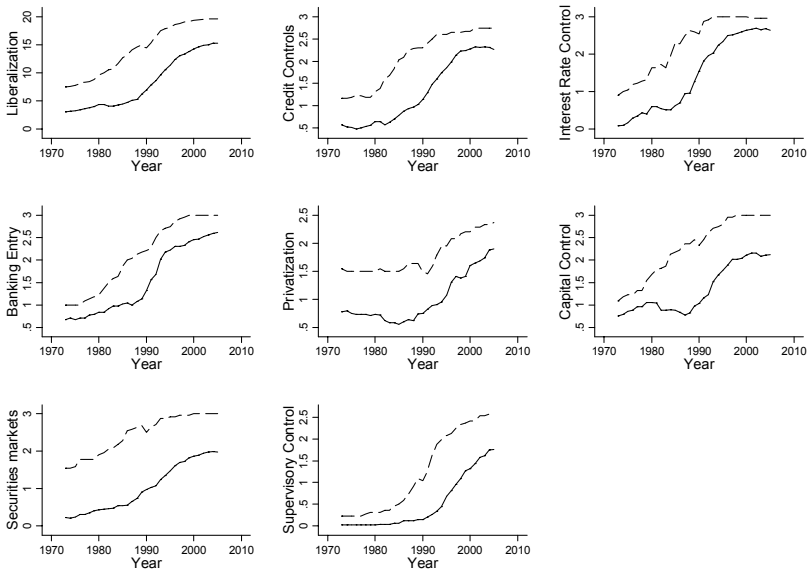 Liberalization
20
15
10
5
0
1970 1980 1990 2000 2010
Year
Credit Controls
3
2.5
2
1.5
1
.5
1970 1980 1990 2000 2010
Year
Interest Rate Control
3
2
1
0
1970 1980 1990 2000 2010
Year
Banking Entry
3
2.5
2
1.5
1
.5
1970 1980 1990 2000 2010
Year
Privatization
2.5
2
1.5
1
.5
1970 1980 1990 2000 2010
Year
Capital Control
3
2.5
2
1.5
1
.5
1970 1980 1990 2000 2010
Year
Securities markets
3
2
1
0
1970 1980 1990 2000 2010
Year
Supervisory Control
2.5
2
1.5
1
.5
0
1970 1980 1990 2000 2010
Year